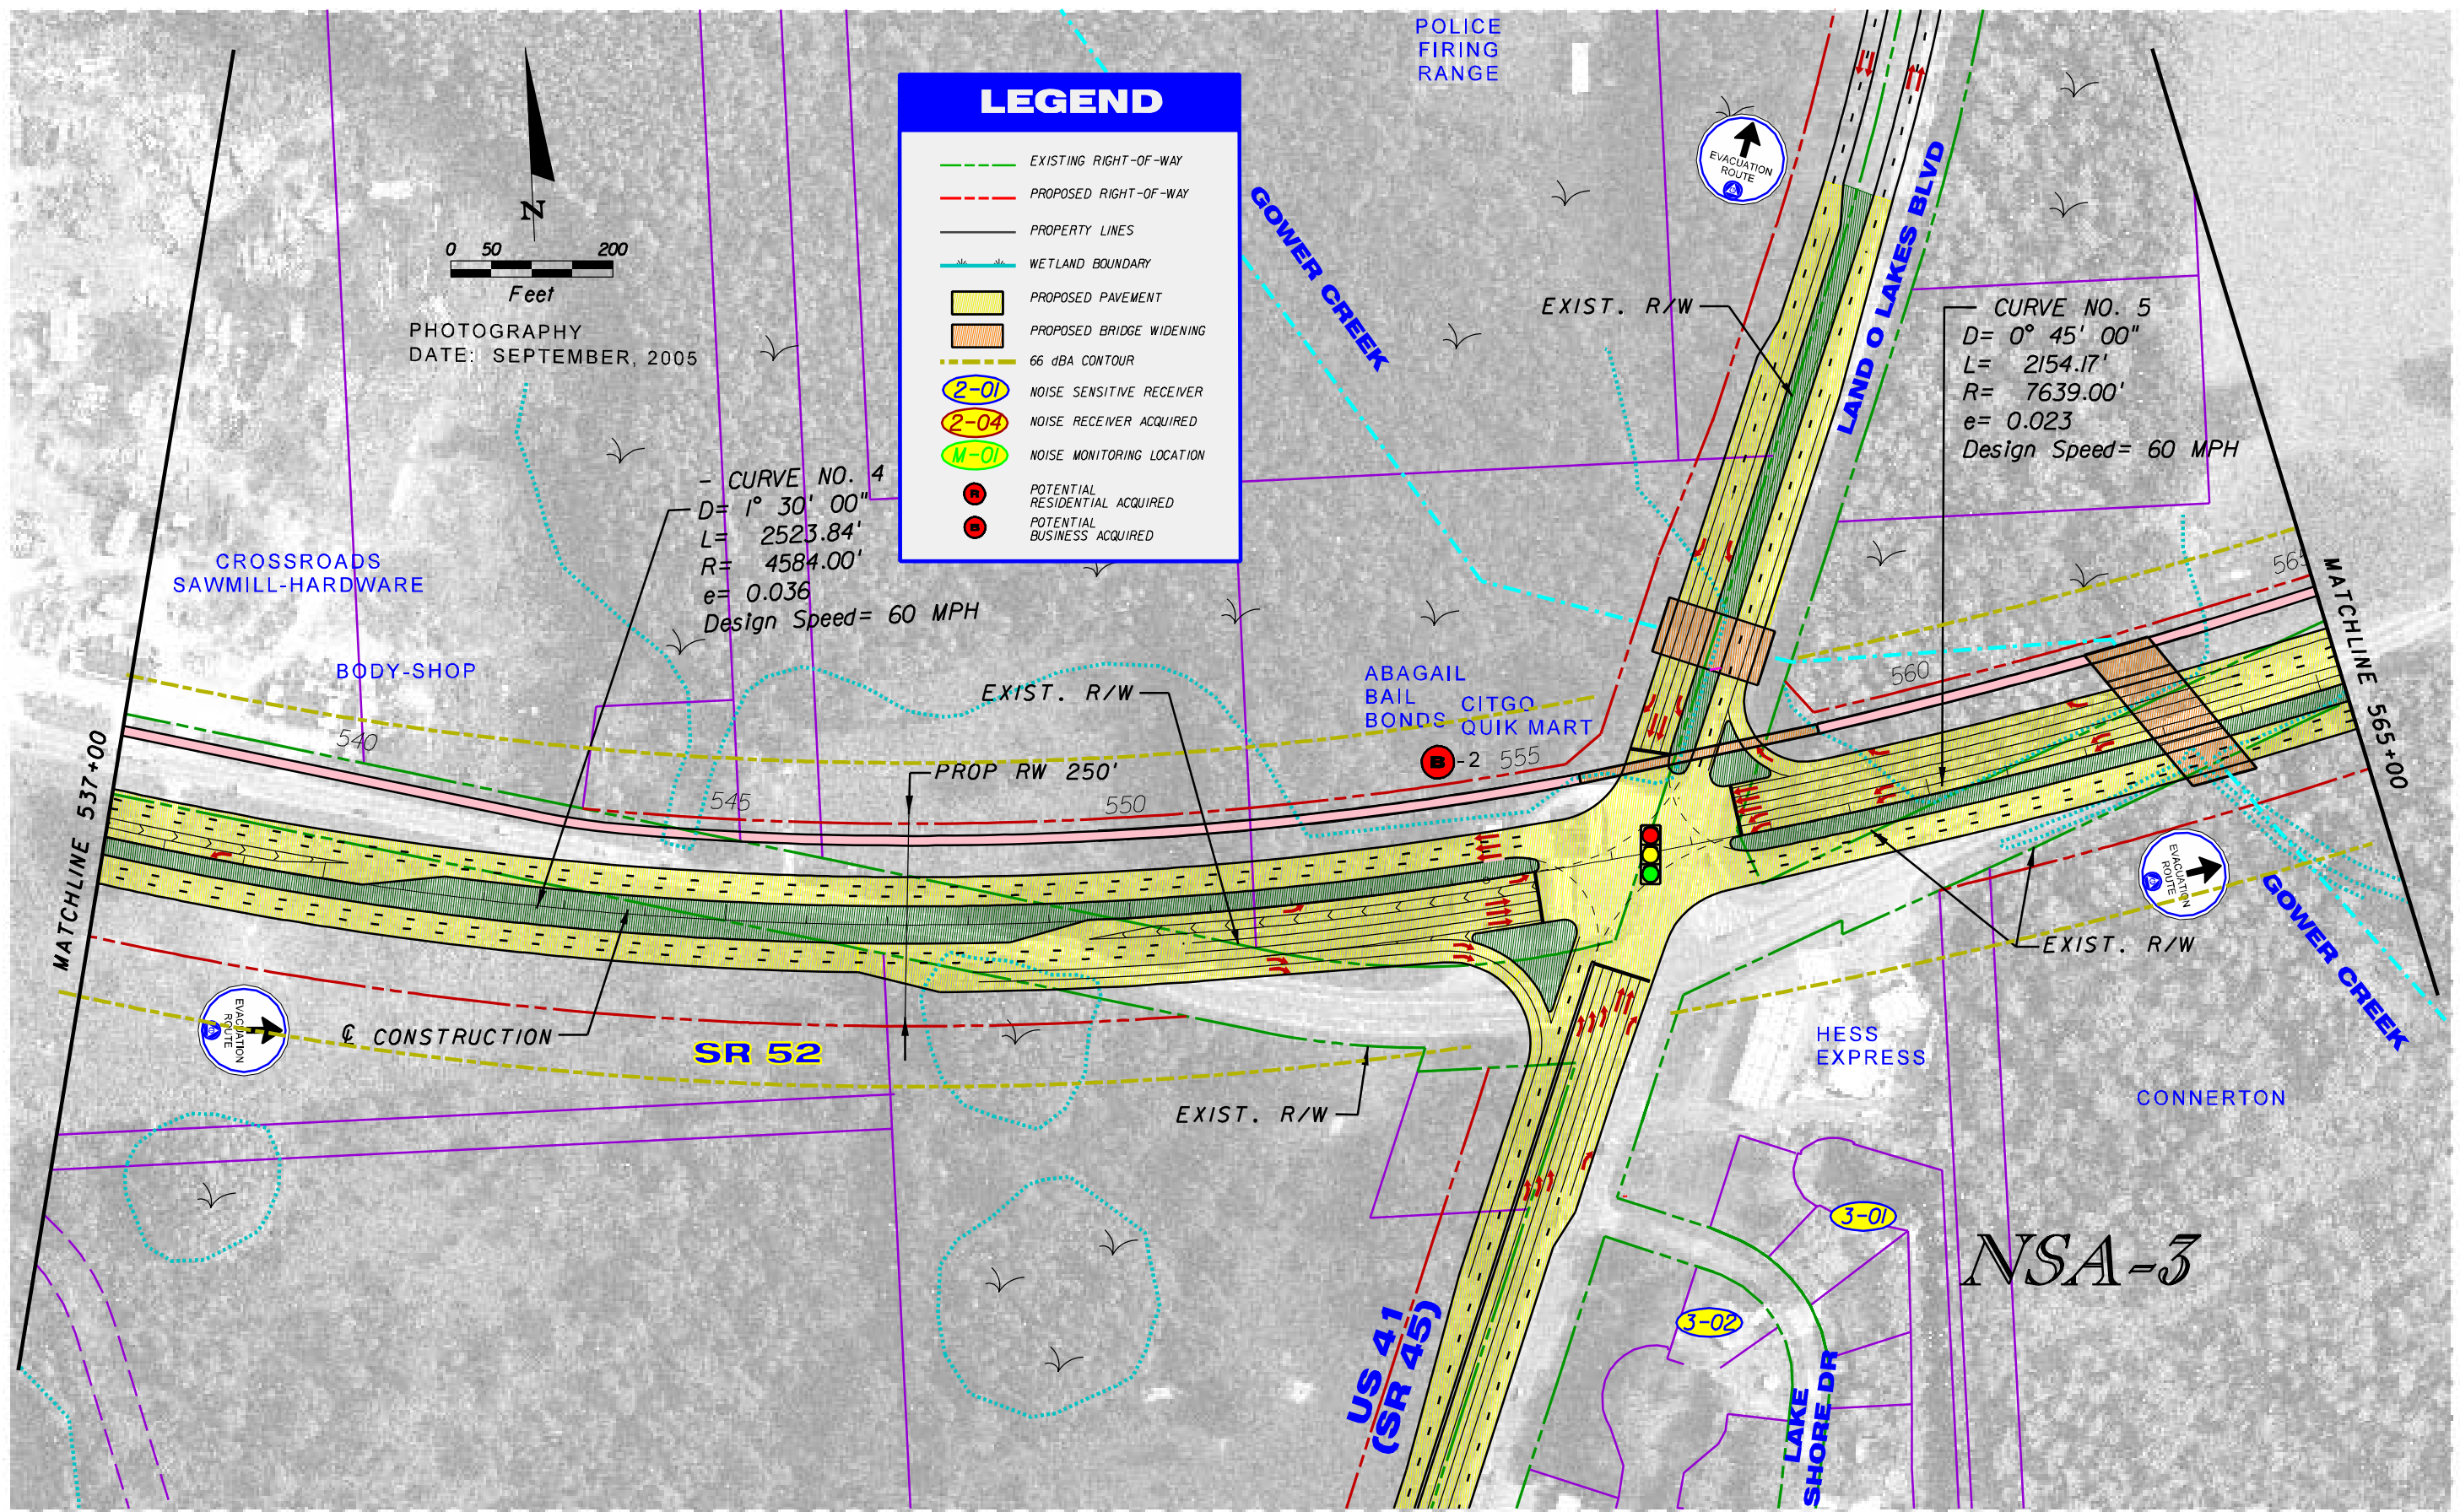 POLICE
FIRING
RANGE
LEGEND
EXISTING RIGHT-OF-WAY
PROPOSED RIGHT-OF-WAY
PROPERTY LINES
WETLAND BOUNDARY
PROPOSED PAVEMENT
PROPOSED BRIDGE WIDENING
66 dBA CONTOUR
2-01 NOISE SENSITIVE RECEIVER
2-04 NOISE RECEIVER ACQUIRED
M-01 NOISE MONITORING LOCATION
R POTENTIAL
RESIDENTIAL ACQUIRED
B POTENTIAL
BUSINESS ACQUIRED
N
0 50 200
Feet
PHOTOGRAPHY
DATE: SEPTEMBER, 2005
EVACUATION
ROUTE
GOWER CREEK
LAND O LAKES BLVD
EXIST. R/W
CURVE NO. 5
D= 0° 45' 00"
L= 2154.17'
R= 7639.00'
e= 0.023
Design Speed= 60 MPH
- CURVE NO. 4
D= 1° 30' 00"
L= 2523.84'
R= 4584.00'
e= 0.036
Design Speed= 60 MPH
CROSSROADS
SAWMILL-HARDWARE
BODY-SHOP
EXIST. R/W
ABAGAIL
BAIL
BONDS
CITGO
QUIK MART
B -2
PROP RW 250'
540
545
550
555
560
565
MATCHLINE 537+00
MATCHLINE 565+00
EVACUATION
ROUTE
GOWER CREEK
EXIST. R/W
EVACUATION
ROUTE
℄ CONSTRUCTION
SR 52
EXIST. R/W
HESS
EXPRESS
CONNERTON
3-01
NSA-3
3-02
US 41
(SR 45)
LAKE
SHORE DR